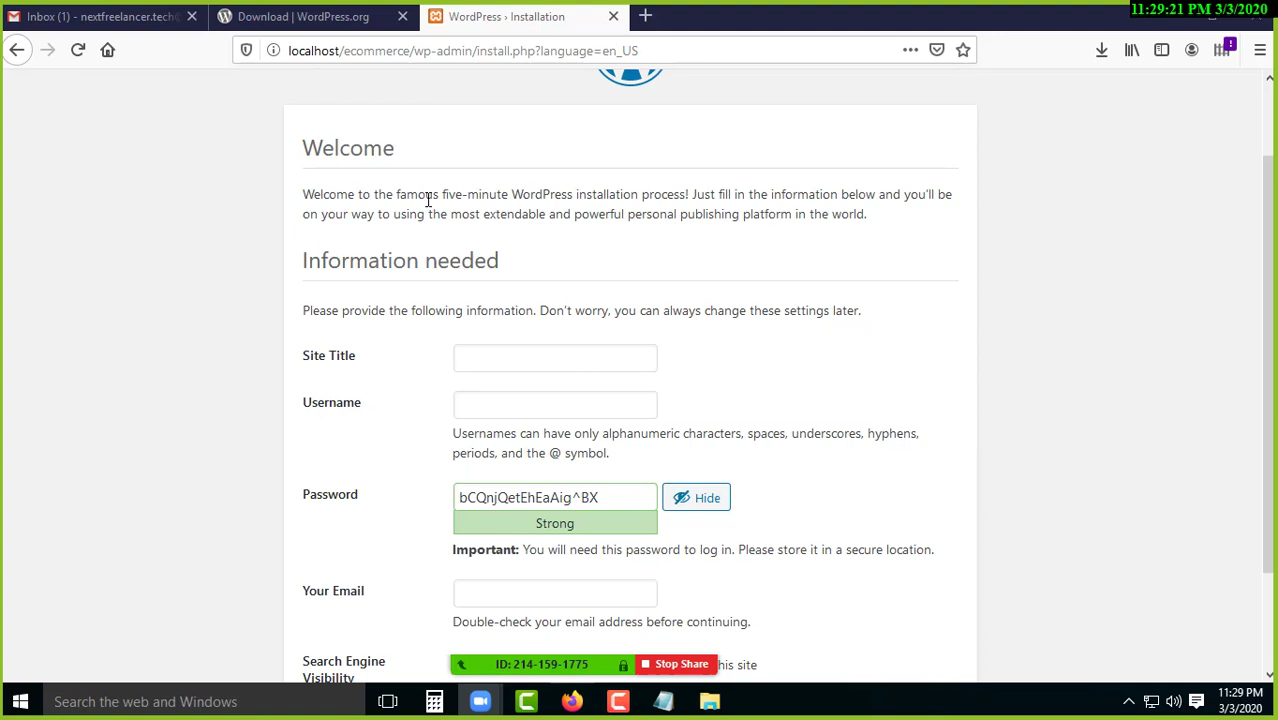 11:29:21 PM 3/3/2020
Inbox (1) - nextfreelancer.tech@
Download | WordPress.org
WordPress › Installation
localhost/ecommerce/wp-admin/install.php?language=en_US
Welcome
Welcome to the famous five-minute WordPress installation process! Just fill in the information below and you'll be
on your way to using the most extendable and powerful personal publishing platform in the world.
Information needed
Please provide the following information. Don't worry, you can always change these settings later.
Site Title
Username
Usernames can have only alphanumeric characters, spaces, underscores, hyphens,
periods, and the @ symbol.
Password
bCQnjQetEhEaAig^BX
Hide
Strong
Important: You will need this password to log in. Please store it in a secure location.
Your Email
Double-check your email address before continuing.
Search Engine
Visibility
ID: 214-159-1775
Stop Share
his site
Search the web and Windows
11:29 PM
3/3/2020